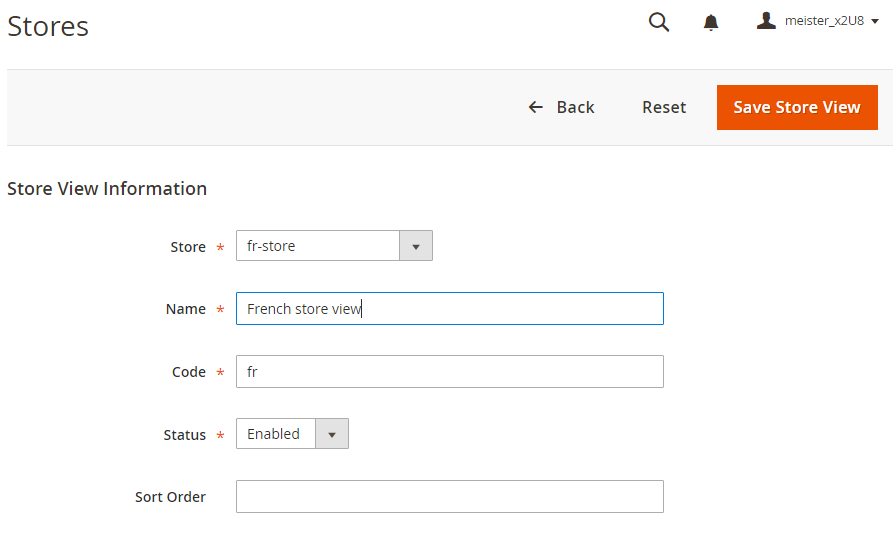 Stores
meister_x2U8
Back Reset Save Store View
Store View Information
Store * fr-store
Name * French store view
Code * fr
Status * Enabled
Sort Order